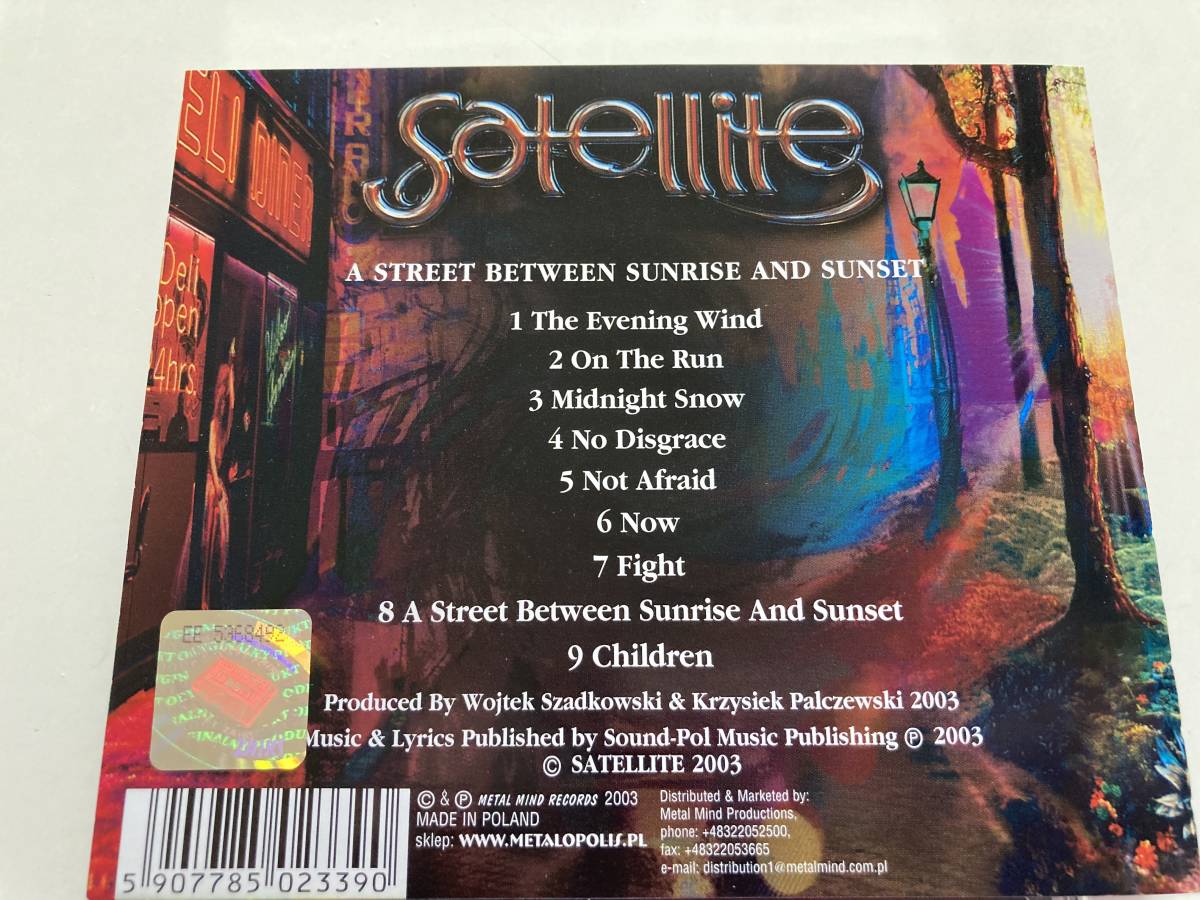 Satellite
ELI DINER
Deli
open
24hrs.
A STREET BETWEEN SUNRISE AND SUNSET
1 The Evening Wind
2 On The Run
3 Midnight Snow
4 No Disgrace
5 Not Afraid
6 Now
7 Fight
8 A Street Between Sunrise And Sunset
9 Children
Produced By Wojtek Szadkowski & Krzysiek Palczewski 2003
Music & Lyrics Published by Sound-Pol Music Publishing ℗ 2003
© SATELLITE 2003
© & ℗ METAL MIND RECORDS 2003
MADE IN POLAND
sklep: WWW.METALOPOLIS.PL
Distributed & Marketed by:
Metal Mind Productions,
phone: +48322052500,
fax: +48322053665
e-mail: distribution1@metalmind.com.pl
5 907785 023390